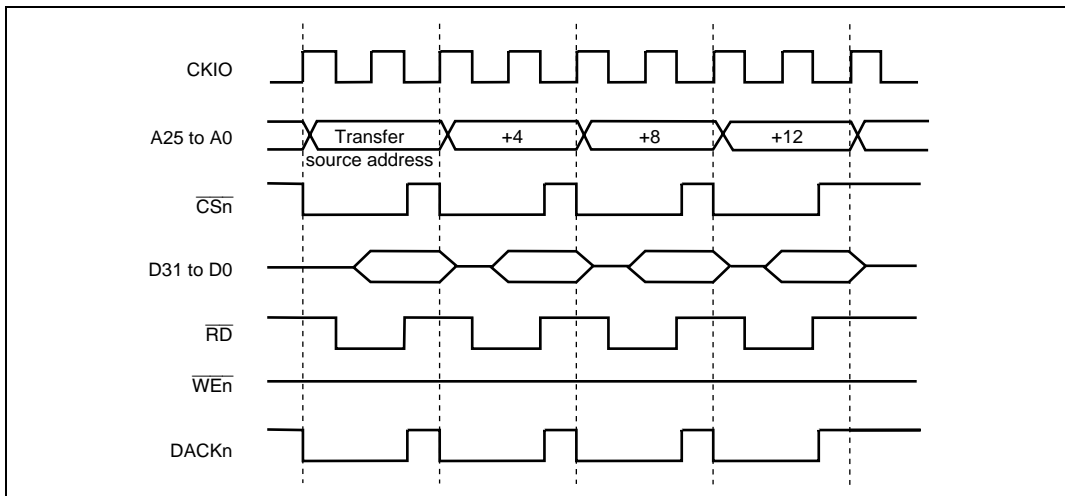 CKIO
A25 to A0
Transfer
source address
+4
+8
+12
CSn
D31 to D0
RD
WEn
DACKn